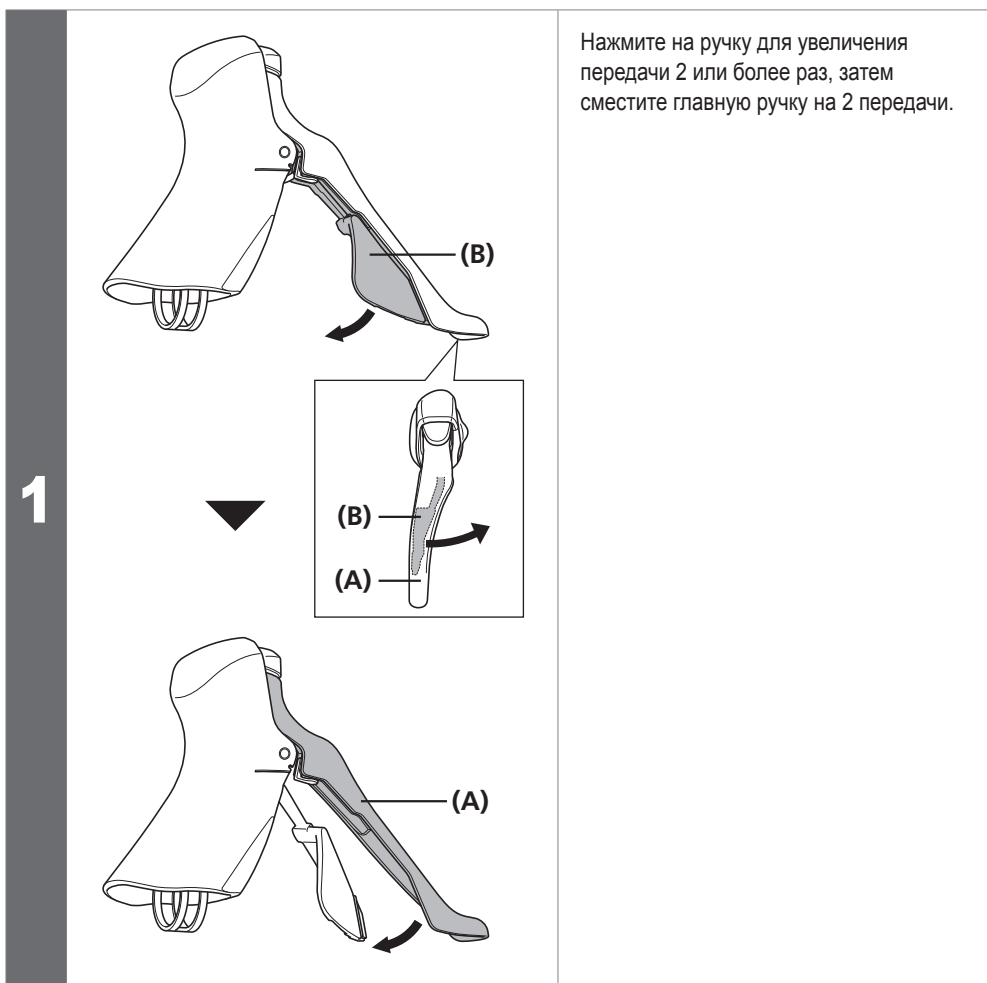 1
(B)
(B)
(A)
(A)
Нажмите на ручку для увеличения
передачи 2 или более раз, затем
сместите главную ручку на 2 передачи.